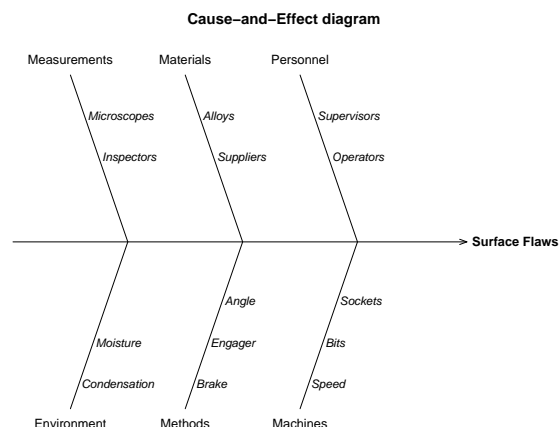 Cause−and−Effect diagram
Measurements Materials Personnel
Microscopes Alloys Supervisors
Inspectors Suppliers Operators
Surface Flaws
Angle Sockets
Moisture Engager Bits
Condensation Brake Speed
Environment Methods Machines